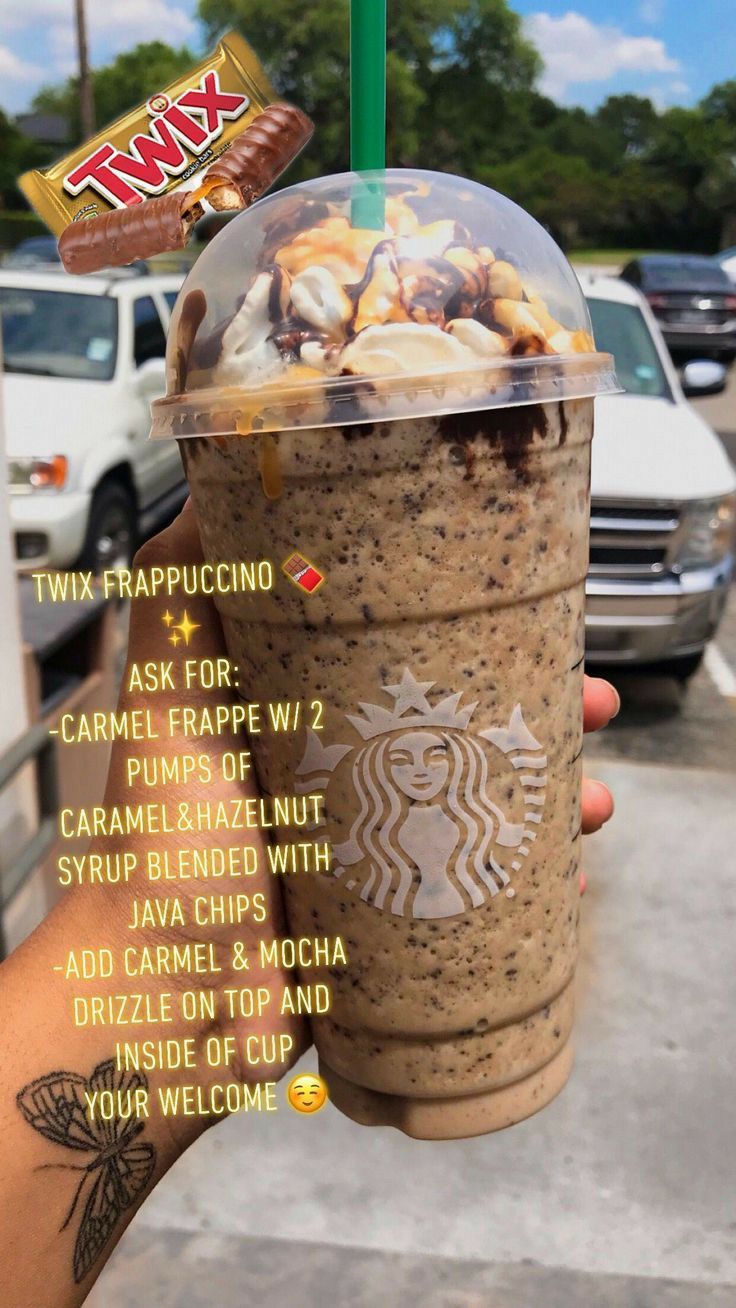 TWIX
TWIX FRAPPUCCINO 🍫
✨
ASK FOR:
-CARMEL FRAPPE W/ 2
PUMPS OF
CARAMEL&HAZELNUT
SYRUP BLENDED WITH
JAVA CHIPS
-ADD CARMEL & MOCHA
DRIZZLE ON TOP AND
INSIDE OF CUP
YOUR WELCOME ☺️